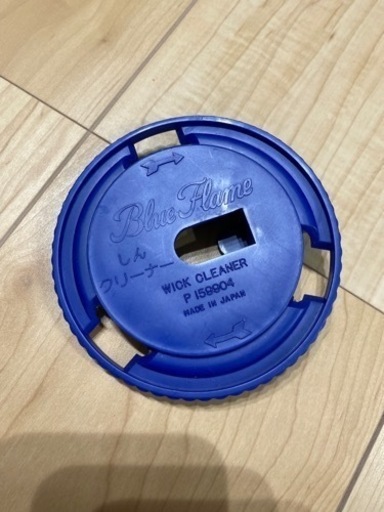 Blue Flame
しん
クリーナー
WICK CLEANER
P159904
MADE IN JAPAN